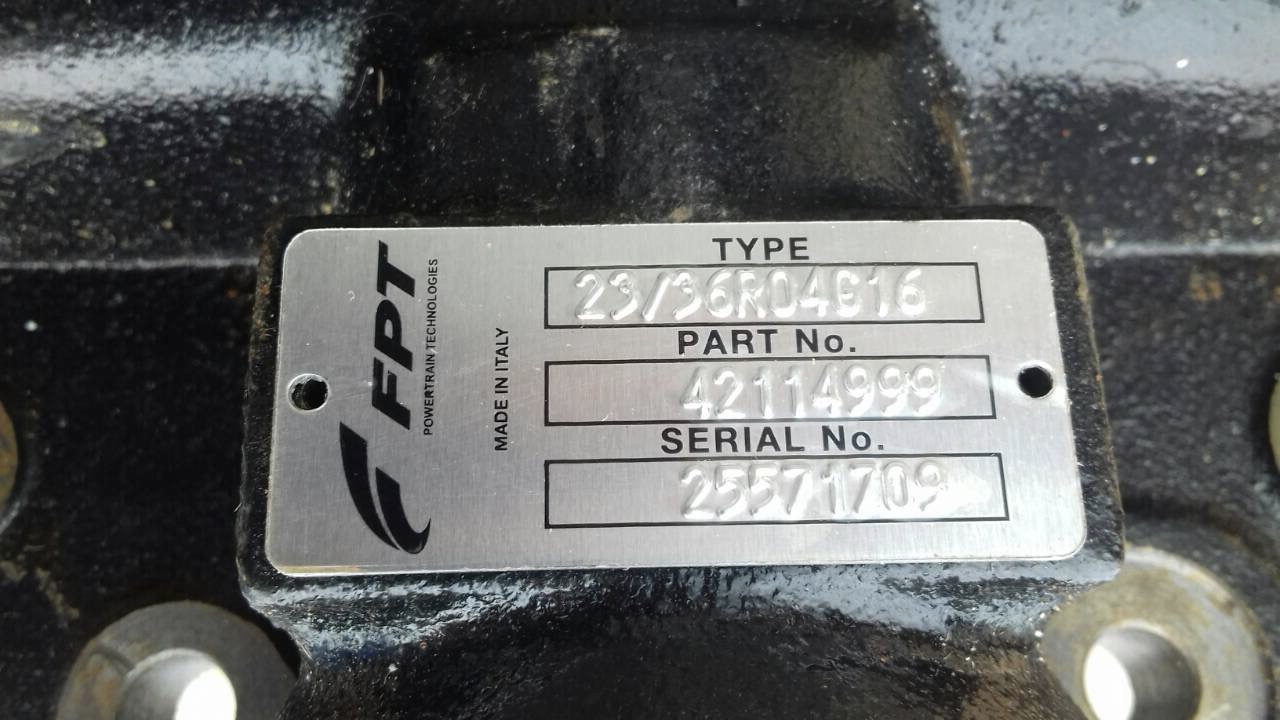 FPT
POWERTRAIN TECHNOLOGIES
MADE IN ITALY
TYPE
23/36R04G16
PART No.
42114999
SERIAL No.
25571709